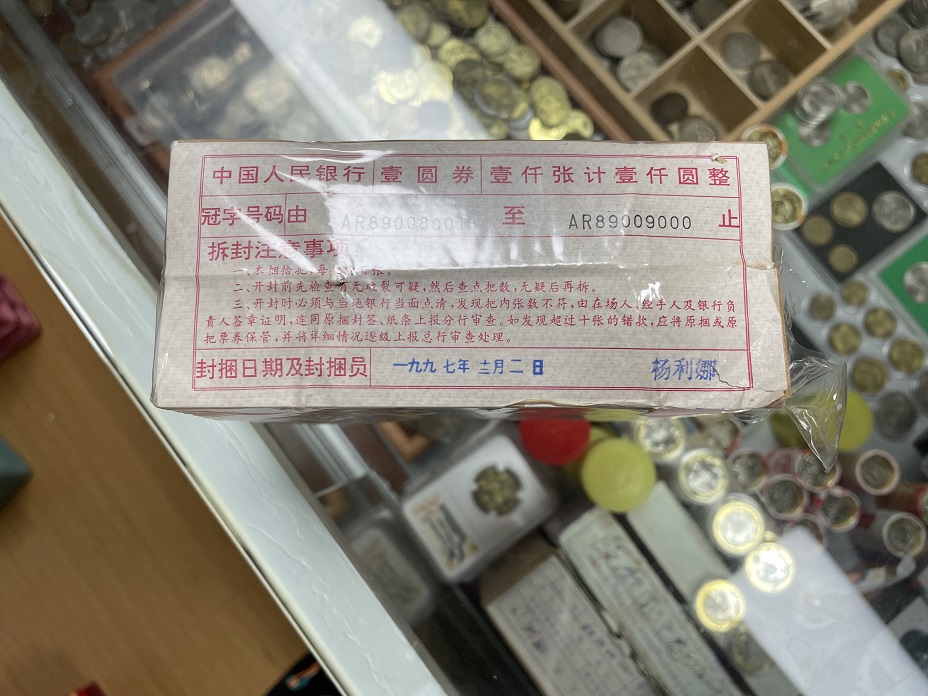 中国人民银行 壹圆券 壹仟张计壹仟圆整
冠字号码由 AR8900800 至 AR89009000 止
拆封注意事项
一、本捆拾把,每 张。
二、开封前先检查 无破裂可疑,然后查点把数,无疑后再拆。
三、开封时必须与当地银行当面点清,发现把内张数不符,由在场人、经手人及银行负
责人签章证明,连同原捆封签、纸条上报分行审查。如发现超过十张的错款,应将原捆或原
把票券保管,并将详细情况逐级上报总行审查处理。
封捆日期及封捆员 一九九七年 三月二日 杨利娜